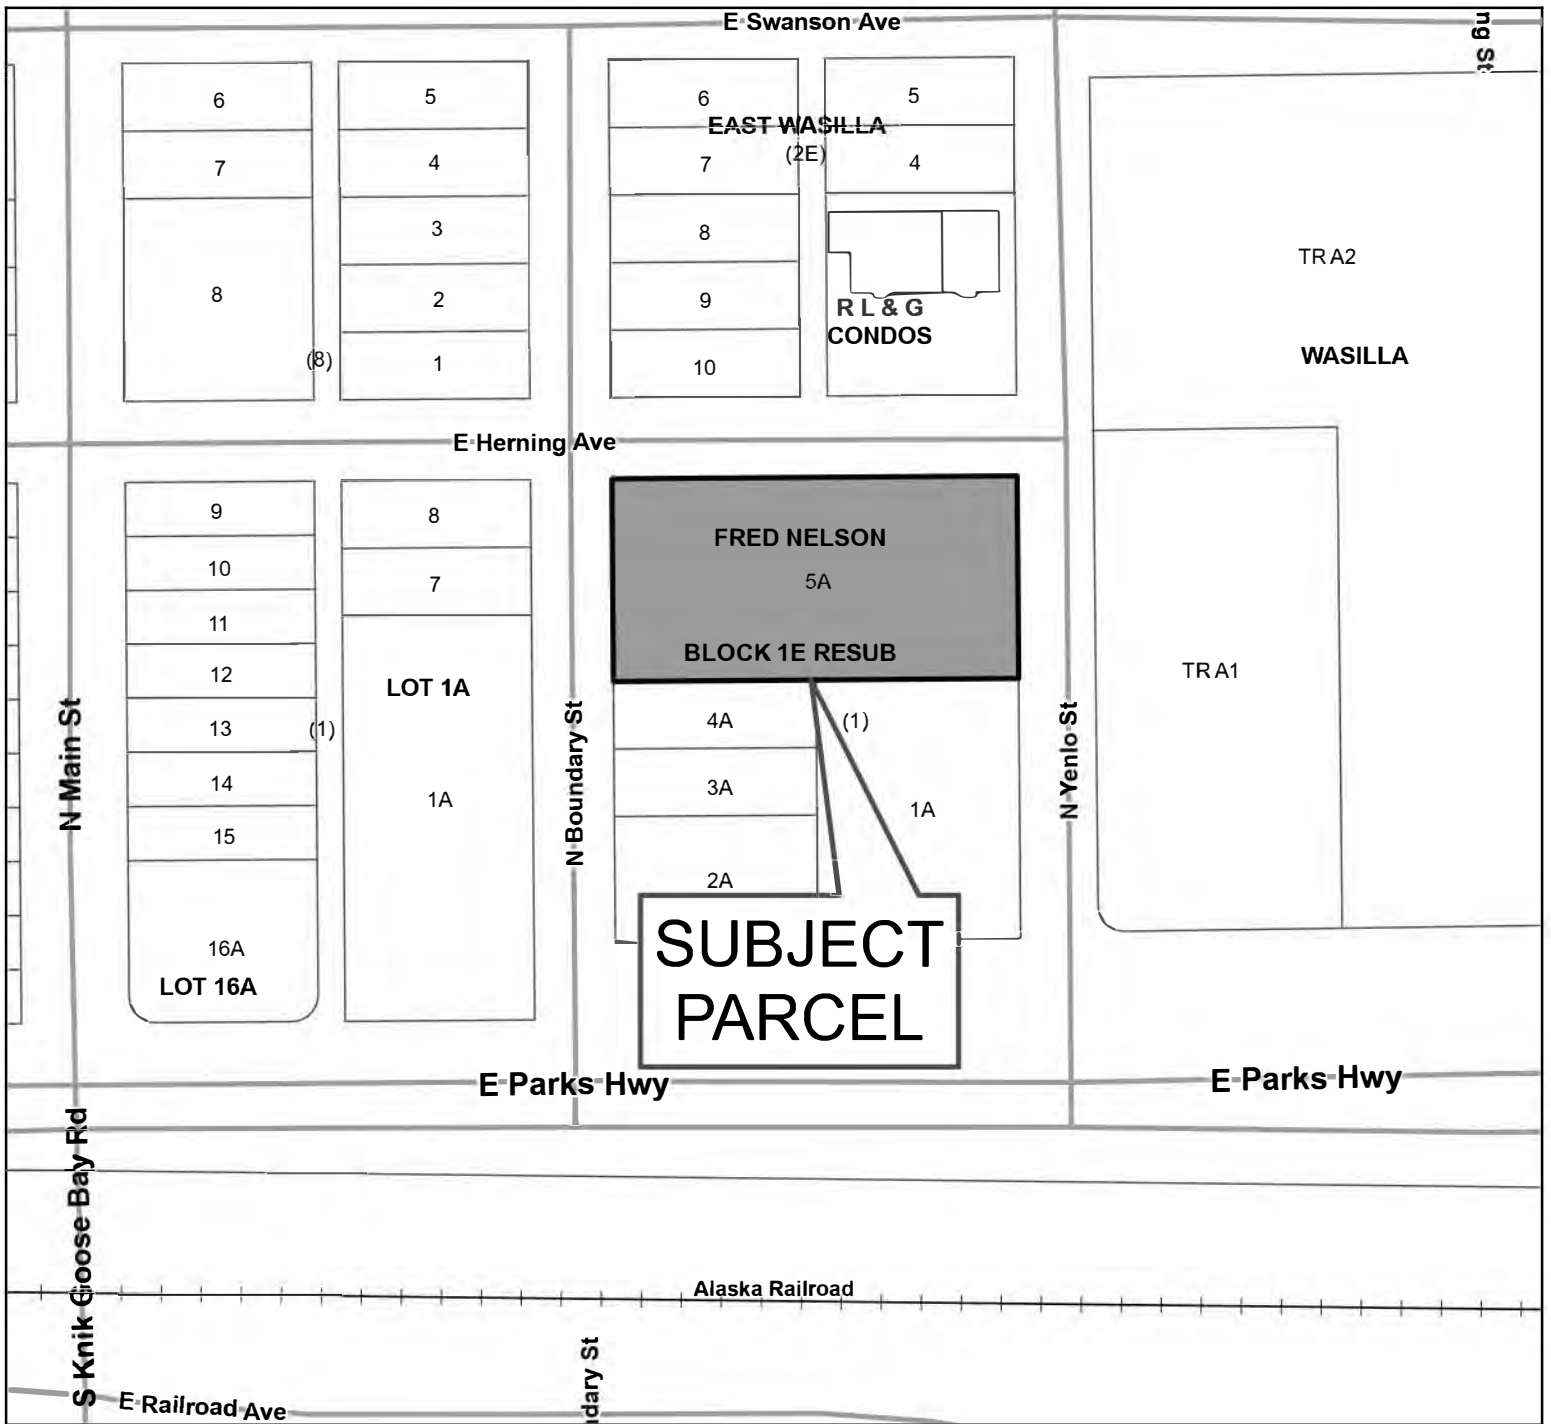 E Swanson Ave
ng St
6
5
6
5
EAST WASILLA
(2E)
7
4
7
4
3
8
TR A2
8
2
9
R L & G
CONDOS
WASILLA
(8)
1
10
E Herning Ave
9
8
FRED NELSON
10
7
5A
11
BLOCK 1E RESUB
12
LOT 1A
TR A1
13
(1)
4A
(1)
N Main St
N Boundary St
N Yenlo St
14
1A
3A
1A
15
2A
16A
LOT 16A
SUBJECT
PARCEL
E Parks Hwy
E Parks Hwy
S Knik Goose Bay Rd
Alaska Railroad
ndary St
E Railroad Ave